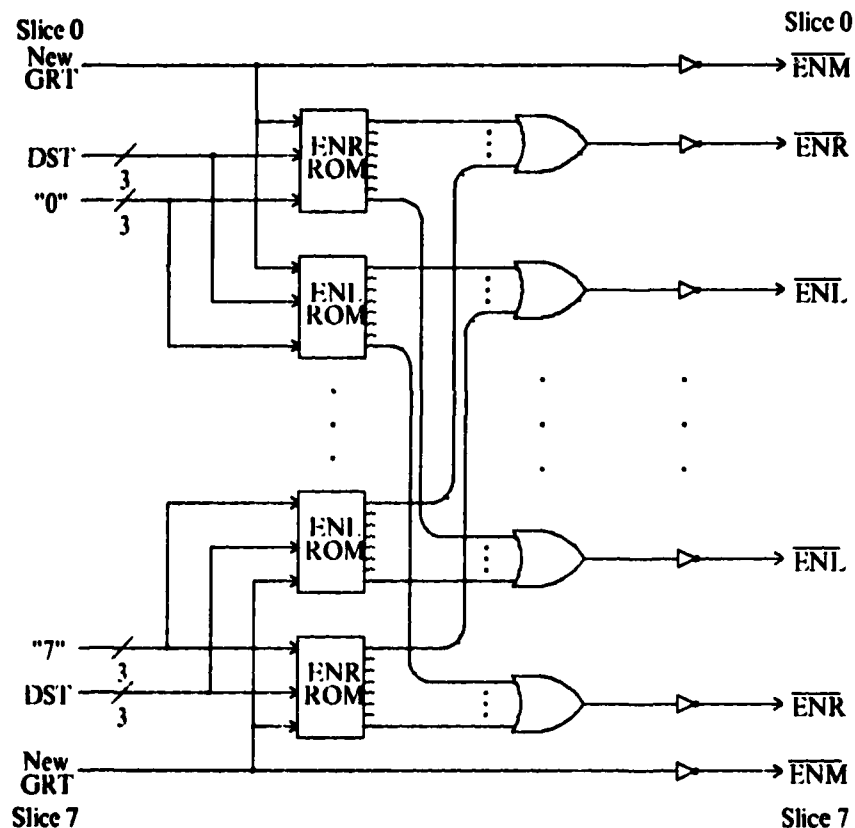 Slice 0
Slice 0
New
GRT
ENM
ENR
ROM
ENR
DST
3
"0"
3
ENL
ROM
ENL
ENL
ROM
ENL
"7"
3
ENR
ROM
DST
3
ENR
New
GRT
ENM
Slice 7
Slice 7